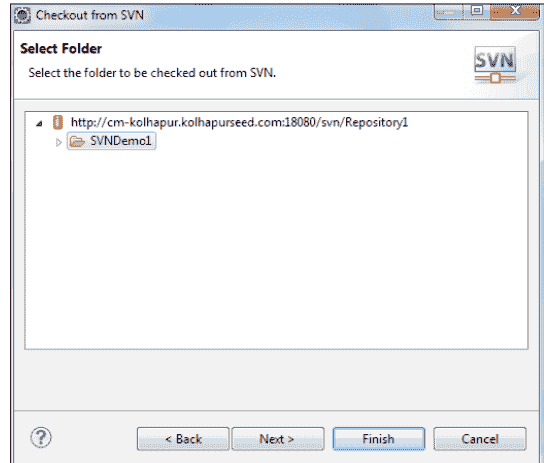 Checkout from SVN
Select Folder
Select the folder to be checked out from SVN.
SVN
http://cm-kolhapur.kolhapurseed.com:18080/svn/Repository1
SVNDemo1
?
< Back Next > Finish Cancel